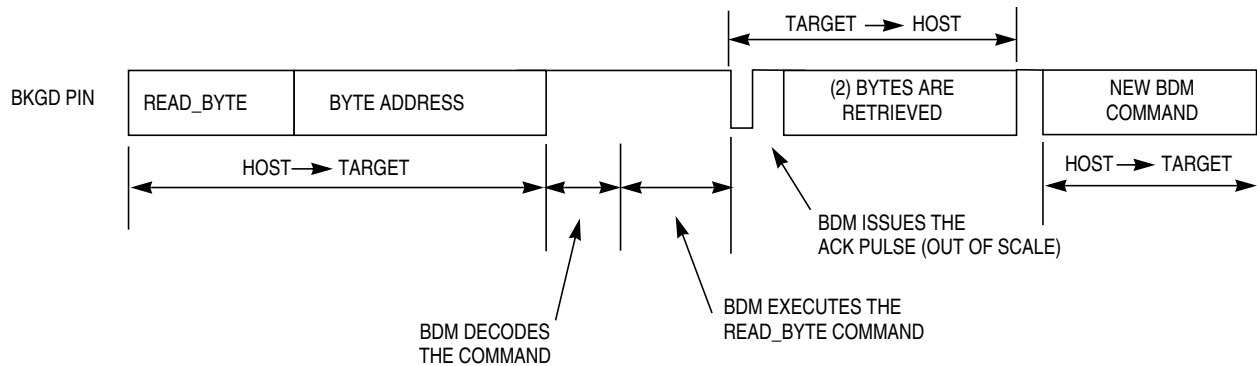 TARGET → HOST
BKGD PIN
READ_BYTE
BYTE ADDRESS
(2) BYTES ARE
RETRIEVED
NEW BDM
COMMAND
HOST → TARGET
HOST → TARGET
BDM ISSUES THE
ACK PULSE (OUT OF SCALE)
BDM EXECUTES THE
READ_BYTE COMMAND
BDM DECODES
THE COMMAND